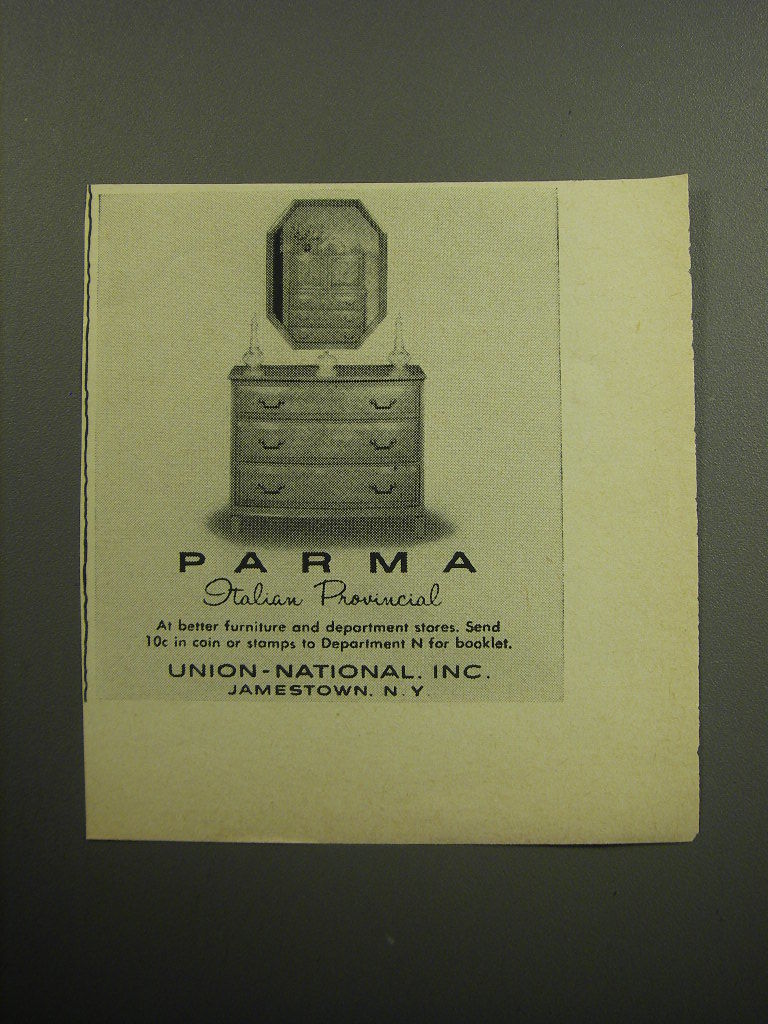 PARMA
Italian Provincial
At better furniture and department stores. Send
10c in coin or stamps to Department N for booklet.
UNION-NATIONAL, INC.
JAMESTOWN, N.Y.